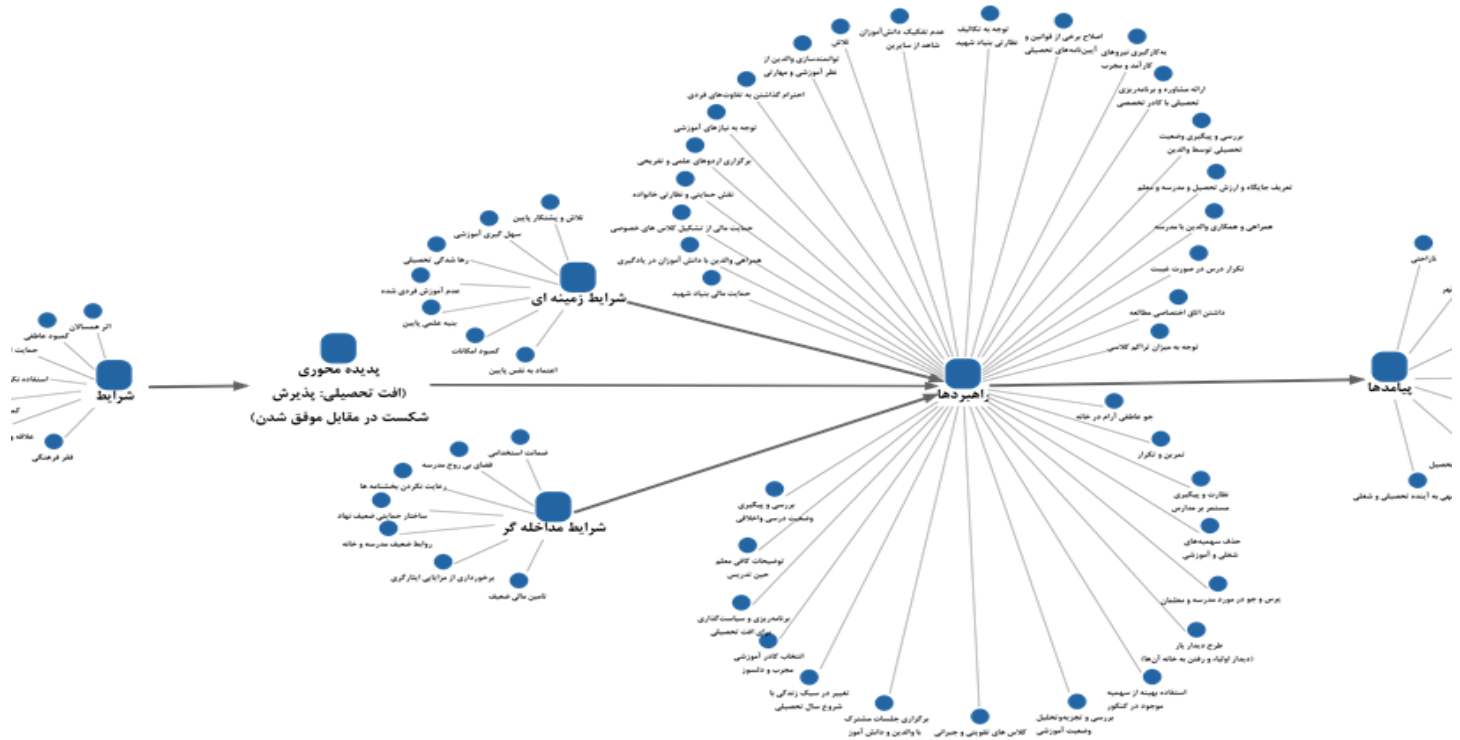 اثر همسالان
کمبود عاطفی
حمایت
استفاده
علاقه و
فقر فرهنگی
شرایط
پدیده محوری
(افت تحصیلی: پذیرش
شکست در مقابل موفق شدن)
تلاش و پشتکار پایین
سهل گیری آموزشی
رها شدگی تحصیلی
عدم آموزش فردی شده
بنیه علمی پایین
کمبود امکانات
اعتماد به نفس پایین
شرایط زمینه ای
ضمانت استخدامی
فضای بی روح مدرسه
رعایت نکردن بخشنامه ها
ساختار حمایتی ضعیف نهاد
روابط ضعیف مدرسه و خانه
برخورداری از مزایایی ایثارگری
تامین مالی ضعیف
شرایط مداخله گر
توجه به تکالیف
نظارتی بنیاد شهید
عدم تفکیک دانش‌آموزان
شاهد از سایرین
تلاش
توانمندسازی والدین از
نظر آموزشی و مهارتی
احترام گذاشتن به تفاوت‌های فردی
توجه به نیازهای آموزشی
برگزاری اردوهای علمی و تفریحی
نقش حمایتی و نظارتی خانواده
حمایت مالی از تشکیل کلاس های خصوصی
همراهی والدین با دانش آموزان در یادگیری
حمایت مالی بنیاد شهید
اصلاح برخی از قوانین و
آیین‌نامه‌های تحصیلی
به‌کارگیری نیروهای
کارآمد و مجرب
ارائه مشاوره و برنامه‌ریزی
تحصیلی با کادر تخصصی
بررسی و پیگیری وضعیت
تحصیلی توسط والدین
تعریف جایگاه و ارزش تحصیل و مدرسه و معلم
همراهی و همکاری والدین با مدرسه
تکرار درس در صورت غیبت
داشتن اتاق اختصاصی مطالعه
توجه به میزان تراکم کلاسی
راهبردها
جو عاطفی آرام در خانه
تمرین و تکرار
نظارت و پیگیری
مستمر بر مدارس
حذف سهمیه‌های
شغلی و آموزشی
پرس و جو در مورد مدرسه و معلمان
طرح دیدار یار
(دیدار اولیاء و رفتن به خانه آن‌ها)
استفاده بهینه از سهمیه
موجود در کنکور
بررسی و تجزیه‌وتحلیل
وضعیت آموزشی
کلاس های تقویتی و جبرانی
برگزاری جلسات مشترک
با والدین و دانش آموز
تغییر در سبک زندگی با
شروع سال تحصیلی
انتخاب کادر آموزشی
مجرب و دلسوز
برنامه‌ریزی و سیاست‌گذاری
برای افت تحصیلی
توضیحات کافی معلم
حین تدریس
بررسی و پیگیری
وضعیت درسی واخلاقی
ناراحتی
پیامدها
تحصیل
به آینده تحصیلی و شغلی